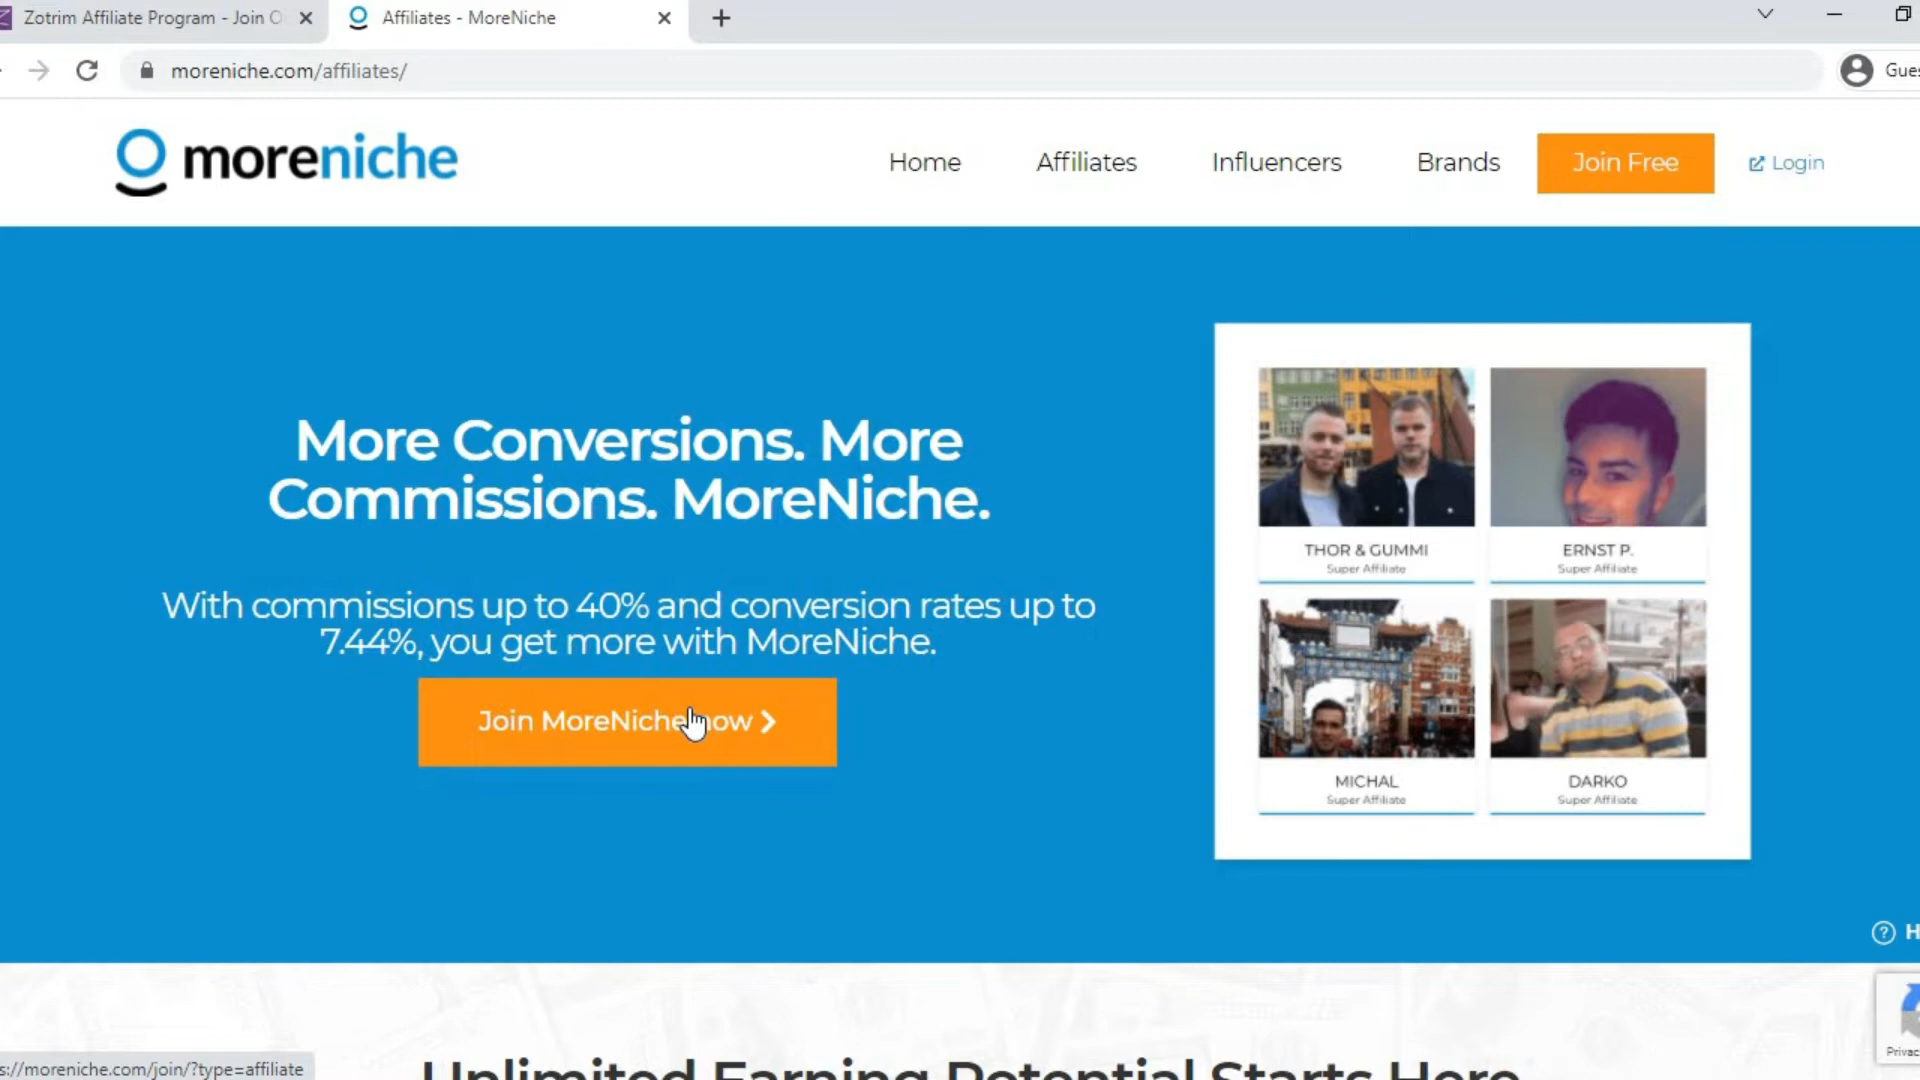 Zotrim Affiliate Program - Join O
Affiliates - MoreNiche
moreniche.com/affiliates/
Gues
moreniche
Home
Affiliates
Influencers
Brands
Join Free
Login
More Conversions. More
Commissions. MoreNiche.
With commissions up to 40% and conversion rates up to
7.44%, you get more with MoreNiche.
Join MoreNiche now
THOR & GUMMI
Super Affiliate
ERNST P.
Super Affiliate
MICHAL
Super Affiliate
DARKO
Super Affiliate
H
Privac
Unlimited Earning Potential Starts Here
s://moreniche.com/join/?type=affiliate